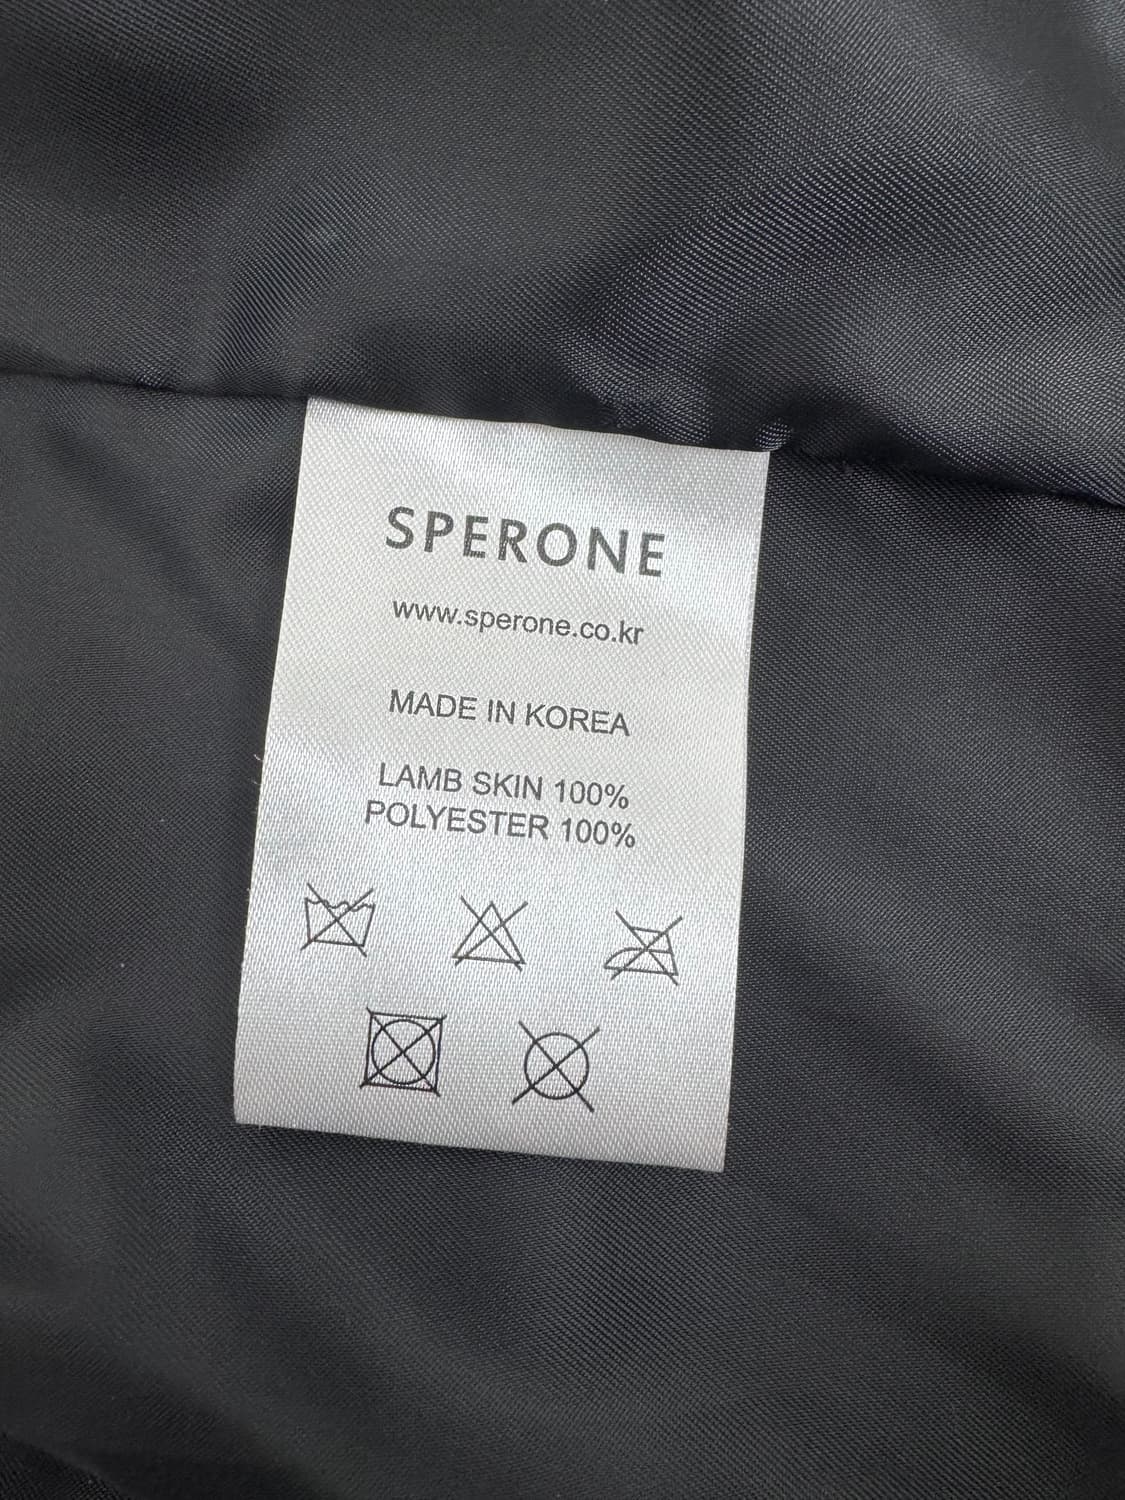 SPERONE
www.sperone.co.kr
MADE IN KOREA
LAMB SKIN 100%
POLYESTER 100%